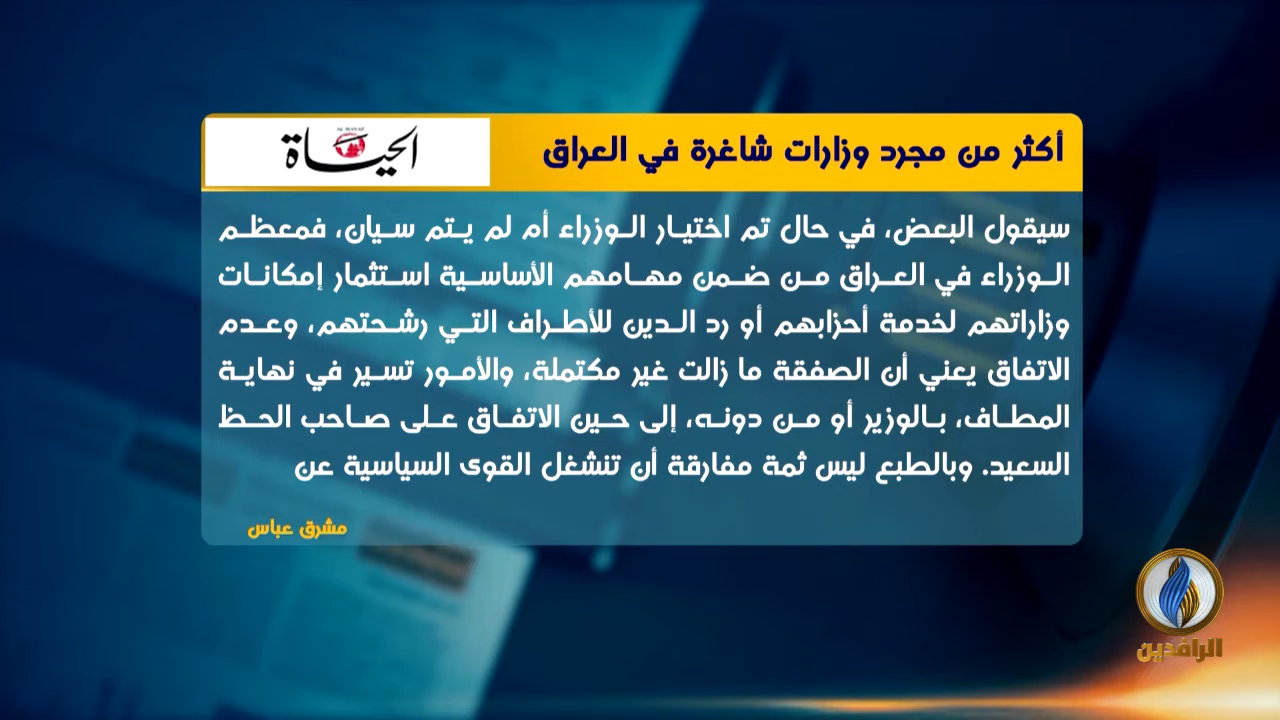 أكثر من مجرد وزارات شاغرة في العراق
الحياة
سيقول البعض، في حال تم اختيار الوزراء أم لم يتم سيان، فمعظم
الوزراء في العراق من ضمن مهامهم الأساسية استثمار إمكانات
وزاراتهم لخدمة أحزابهم أو رد الدين للأطراف التي رشحتهم، وعدم
الاتفاق يعني أن الصفقة ما زالت غير مكتملة، والأمور تسير في نهاية
المطاف، بالوزير أو من دونه، إلى حين الاتفاق على صاحب الحظ
السعيد. وبالطبع ليس ثمة مفارقة أن تنشغل القوى السياسية عن
مشرق عباس
الرافدين